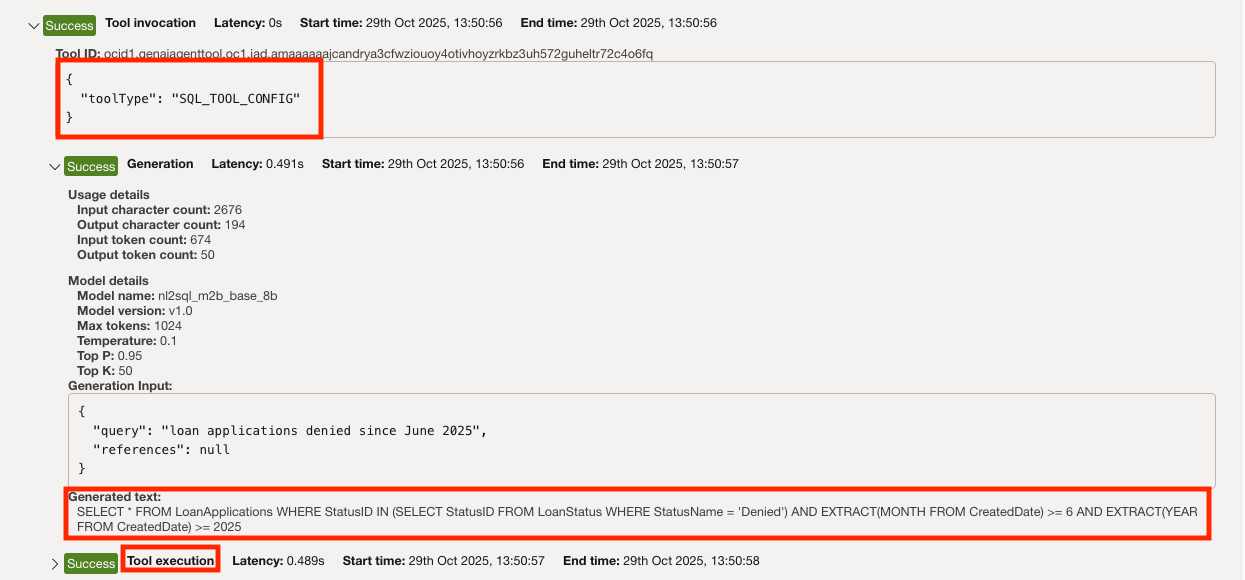 Success Tool invocation Latency: 0s Start time: 29th Oct 2025, 13:50:56 End time: 29th Oct 2025, 13:50:56
Tool ID: ocid1.genaiagenttool.oc1.iad.amaaaaaajcandrya3cfwziouoy4otivhoyzrkbz3uh572guheltr72c4o6fq
{
"toolType": "SQL_TOOL_CONFIG"
}
Success Generation Latency: 0.491s Start time: 29th Oct 2025, 13:50:56 End time: 29th Oct 2025, 13:50:57
Usage details
Input character count: 2676
Output character count: 194
Input token count: 674
Output token count: 50
Model details
Model name: nl2sql_m2b_base_8b
Model version: v1.0
Max tokens: 1024
Temperature: 0.1
Top P: 0.95
Top K: 50
Generation Input:
{
"query": "loan applications denied since June 2025",
"references": null
}
Generated text:
SELECT * FROM LoanApplications WHERE StatusID IN (SELECT StatusID FROM LoanStatus WHERE StatusName = 'Denied') AND EXTRACT(MONTH FROM CreatedDate) >= 6 AND EXTRACT(YEAR
FROM CreatedDate) >= 2025
Success Tool execution Latency: 0.489s Start time: 29th Oct 2025, 13:50:57 End time: 29th Oct 2025, 13:50:58